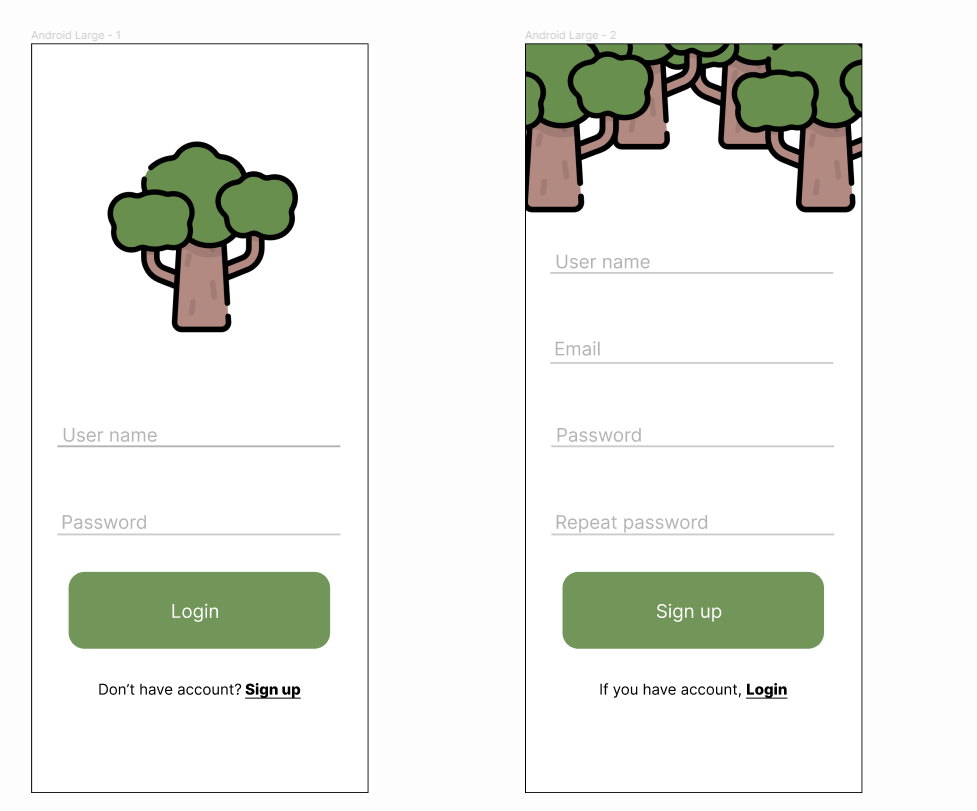 Android Large - 1
User name
Password
Login
Don’t have account? Sign up
Android Large - 2
User name
Email
Password
Repeat password
Sign up
If you have account, Login